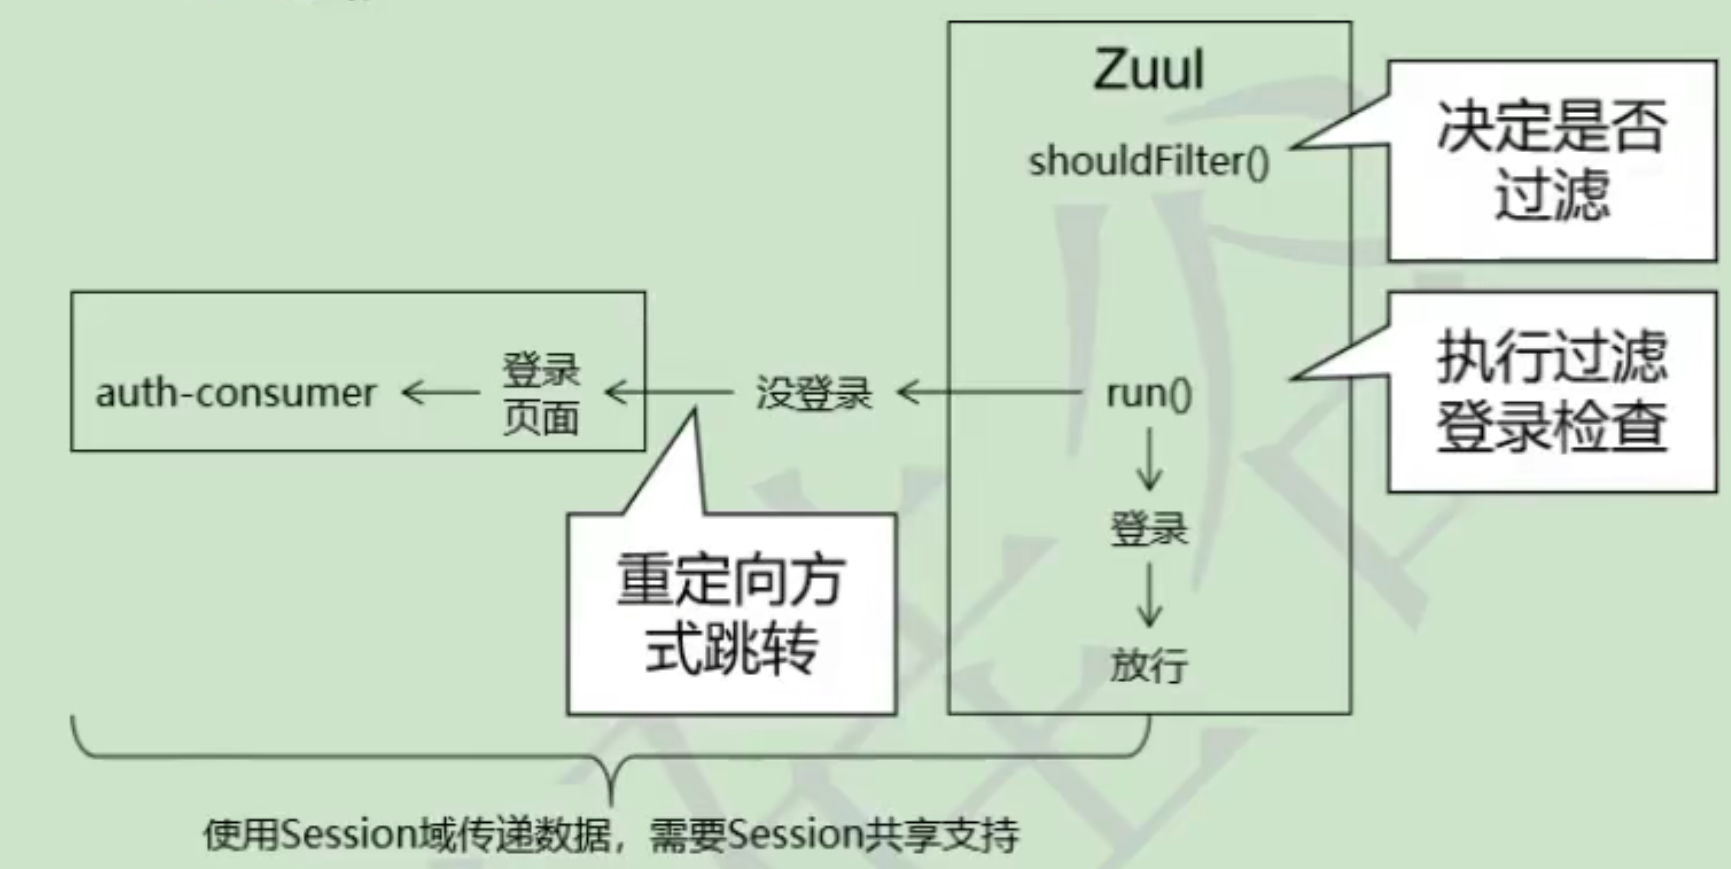 Zuul
shouldFilter()
决定是否
过滤
auth-consumer
登录
页面
没登录
run()
执行过滤
登录检查
登录
放行
重定向方
式跳转
使用Session域传递数据，需要Session共享支持